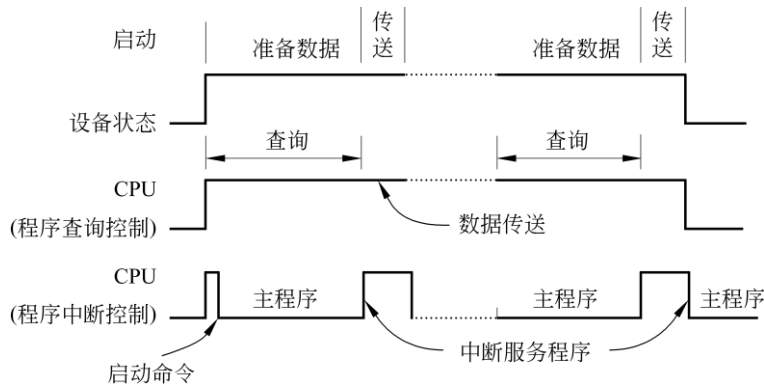 启动
准备数据
传送
准备数据
传送
设备状态
查询
查询
CPU
(程序查询控制)
数据传送
CPU
(程序中断控制)
主程序
主程序
主程序
启动命令
中断服务程序